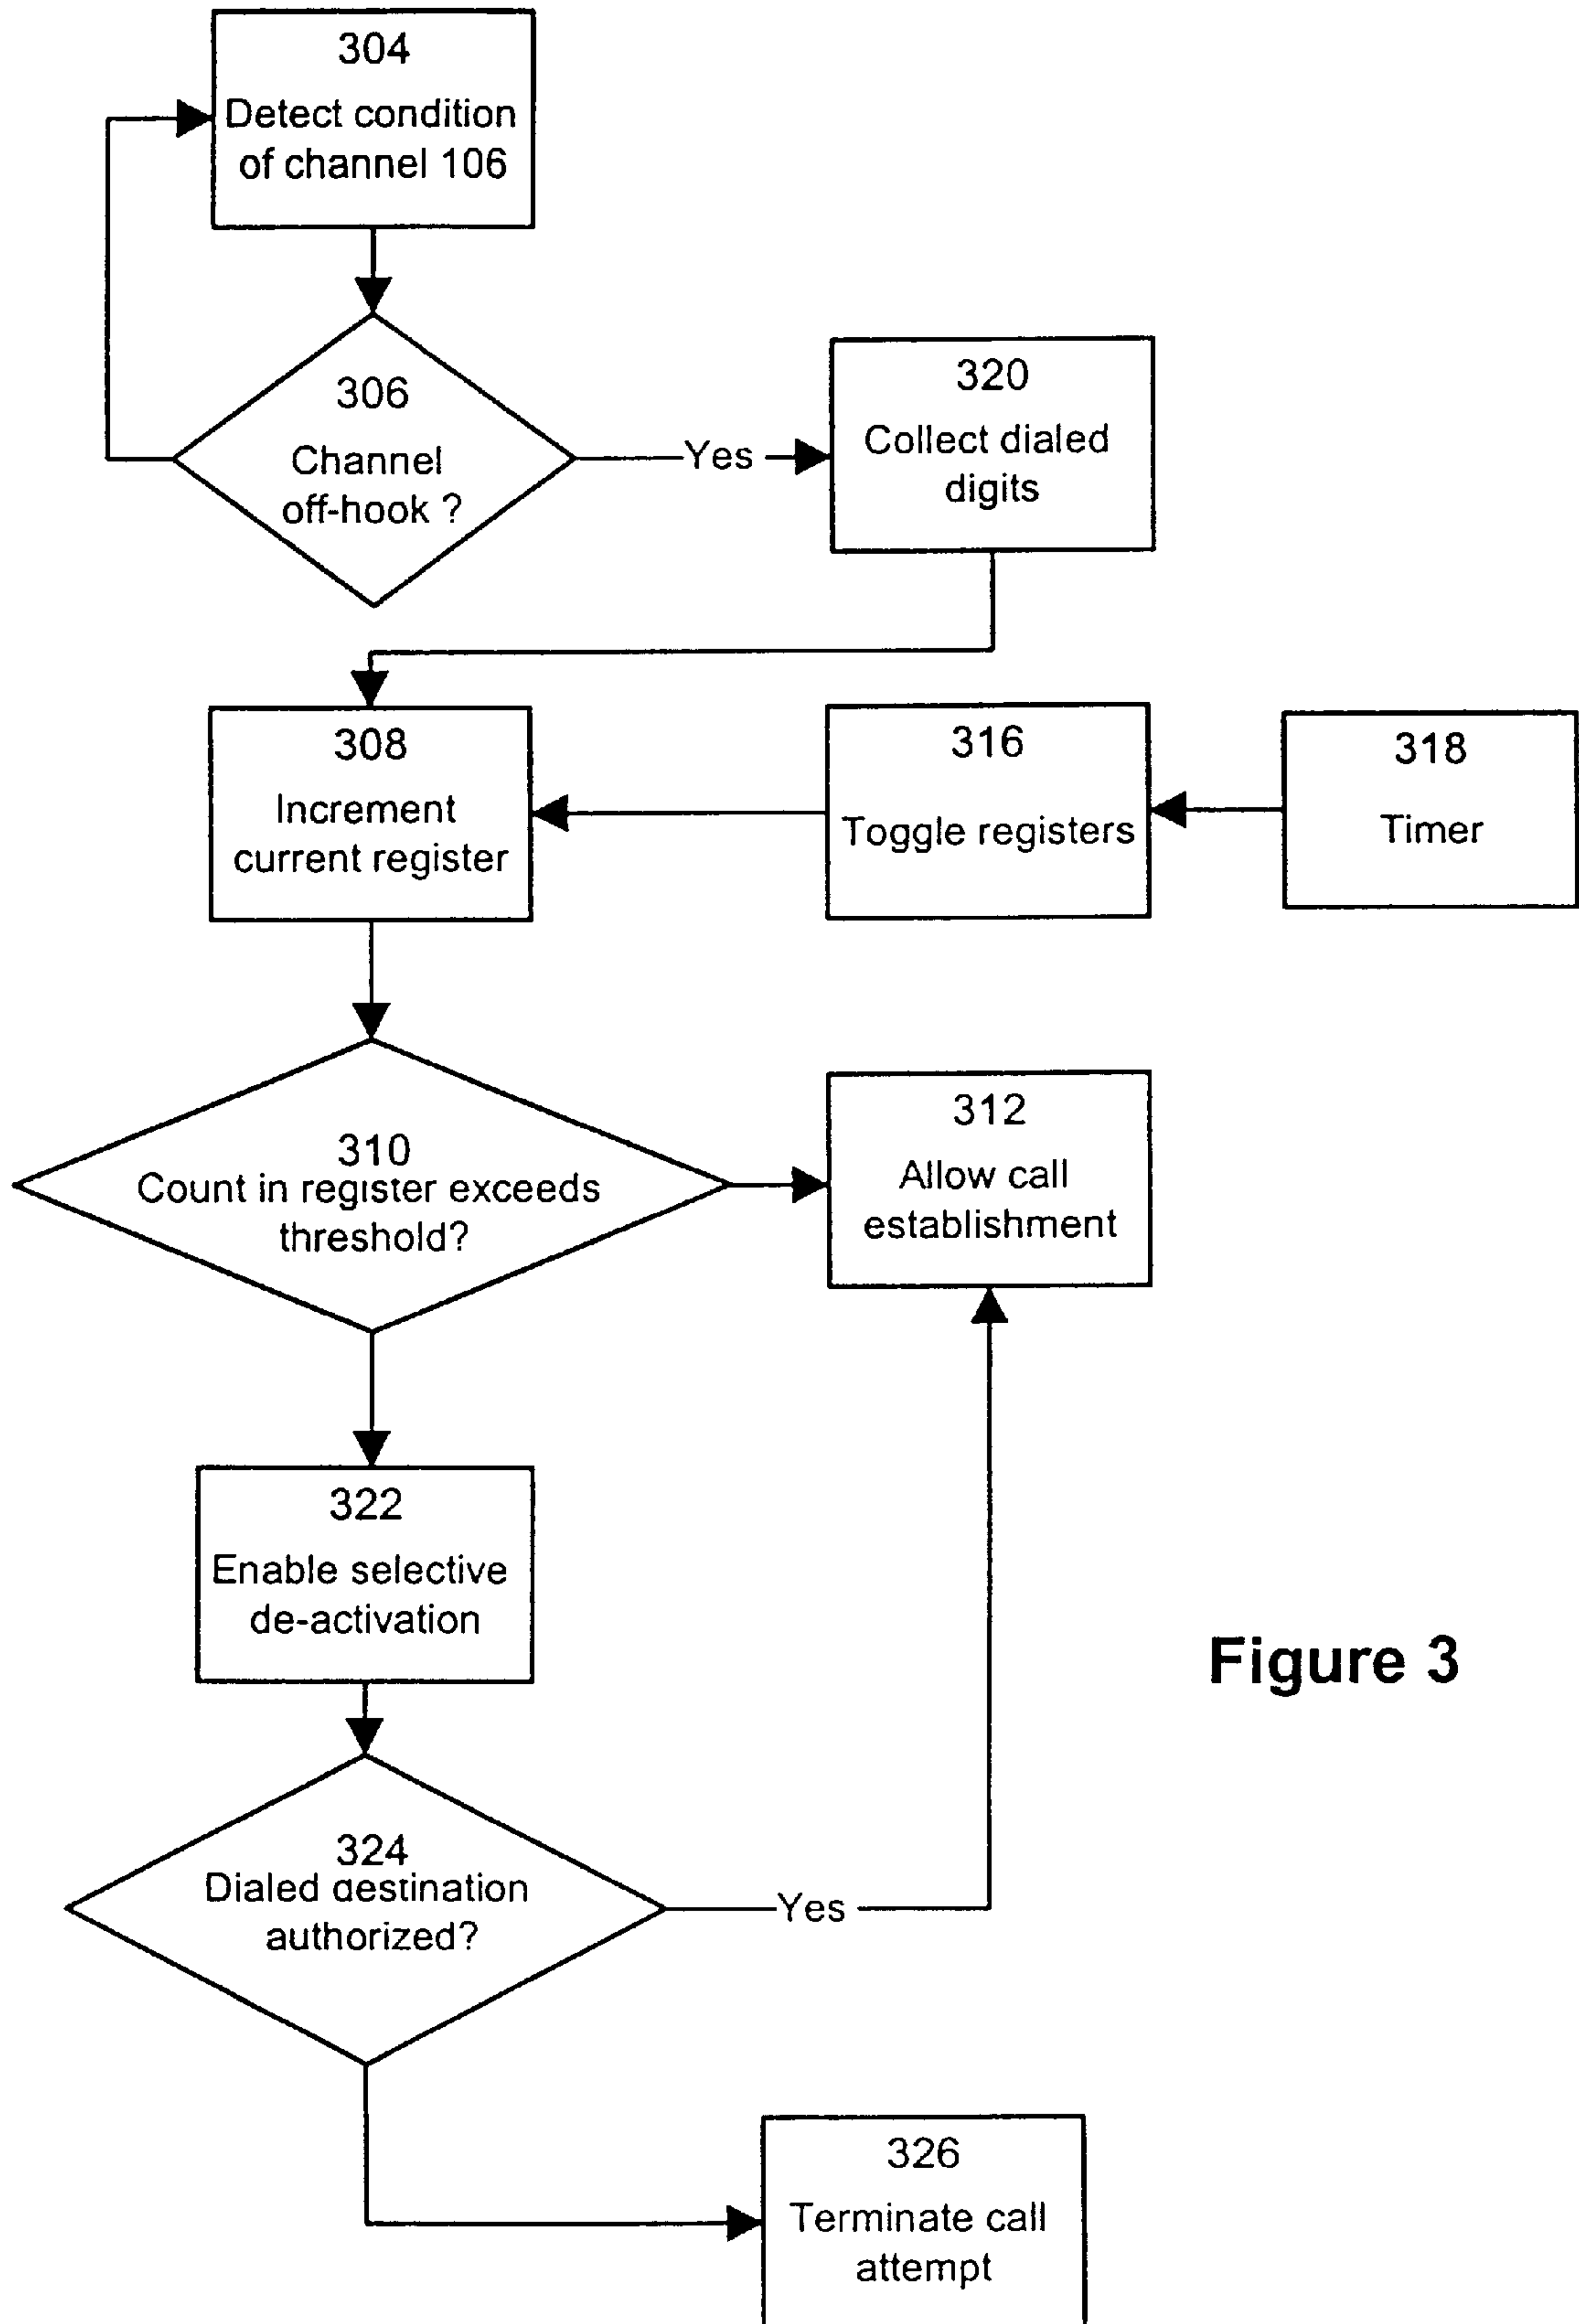 304
Detect condition
of channel 106
306
Channel
off-hook ?
Yes
320
Collect dialed
digits
308
Increment
current register
316
Toggle registers
318
Timer
310
Count in register exceeds
threshold?
312
Allow call
establishment
322
Enable selective
de-activation
Figure 3
324
Dialed destination
authorized?
Yes
326
Terminate call
attempt